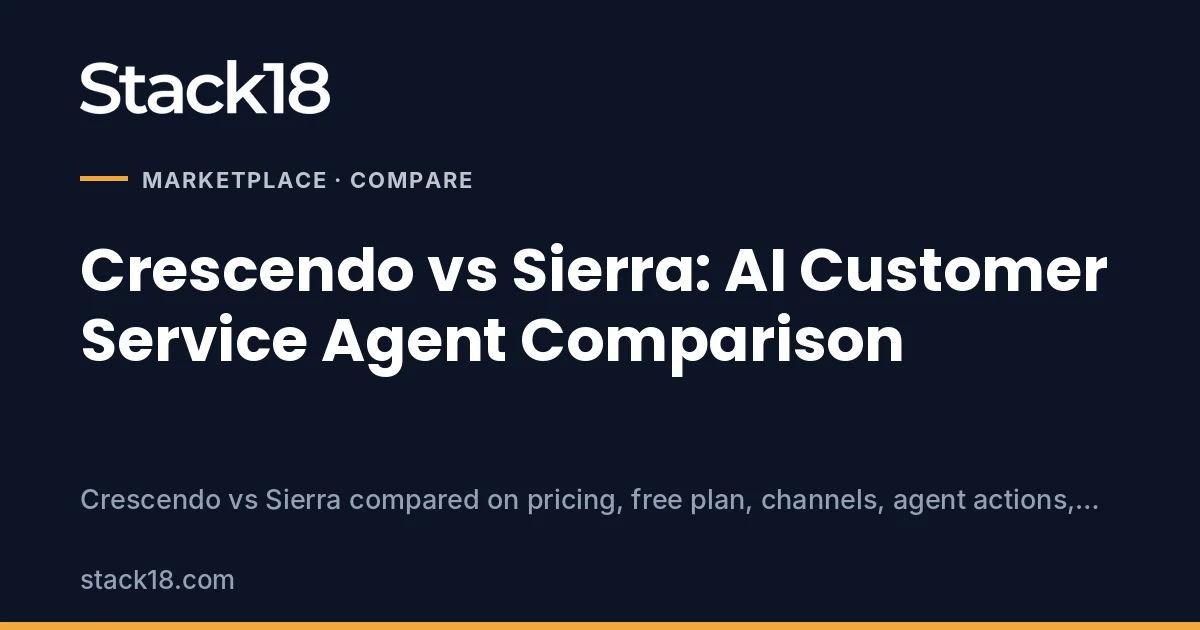 Stack18
MARKETPLACE · COMPARE
Crescendo vs Sierra: AI Customer
Service Agent Comparison
Crescendo vs Sierra compared on pricing, free plan, channels, agent actions,...
stack18.com